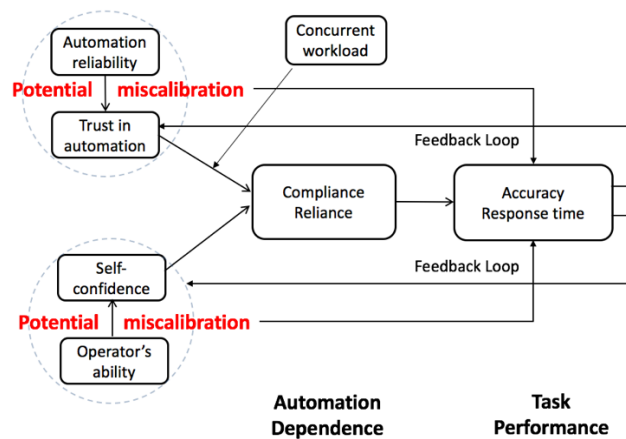 Automation
reliability
Concurrent
workload
Potential miscalibration
Trust in
automation
Feedback Loop
Compliance
Reliance
Accuracy
Response time
Self-
confidence
Feedback Loop
Potential miscalibration
Operator's
ability
Automation
Dependence
Task
Performance